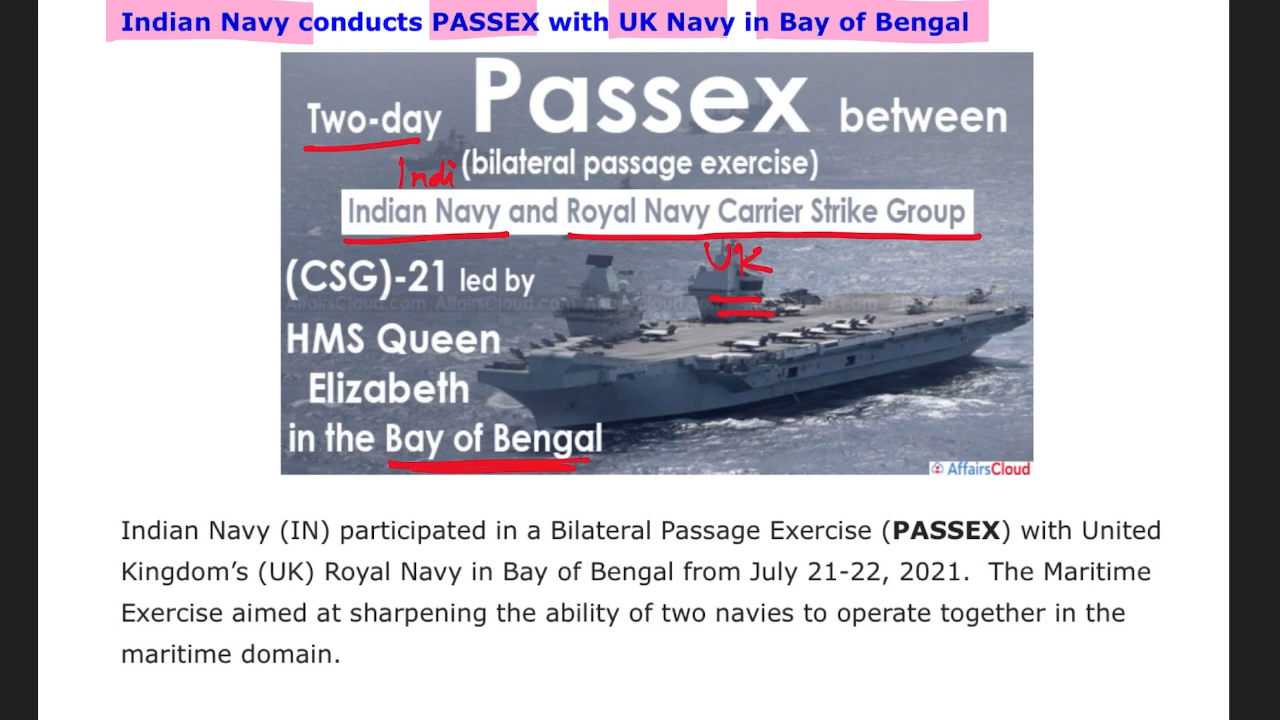 Indian Navy conducts PASSEX with UK Navy in Bay of Bengal
Two-day Passex between
(bilateral passage exercise)
Indi
Indian Navy and Royal Navy Carrier Strike Group
UK
(CSG)-21 led by
AffairsCloud.com AffairsCloud.com
HMS Queen
Elizabeth
in the Bay of Bengal
AffairsCloud
Indian Navy (IN) participated in a Bilateral Passage Exercise (PASSEX) with United
Kingdom’s (UK) Royal Navy in Bay of Bengal from July 21-22, 2021. The Maritime
Exercise aimed at sharpening the ability of two navies to operate together in the
maritime domain.